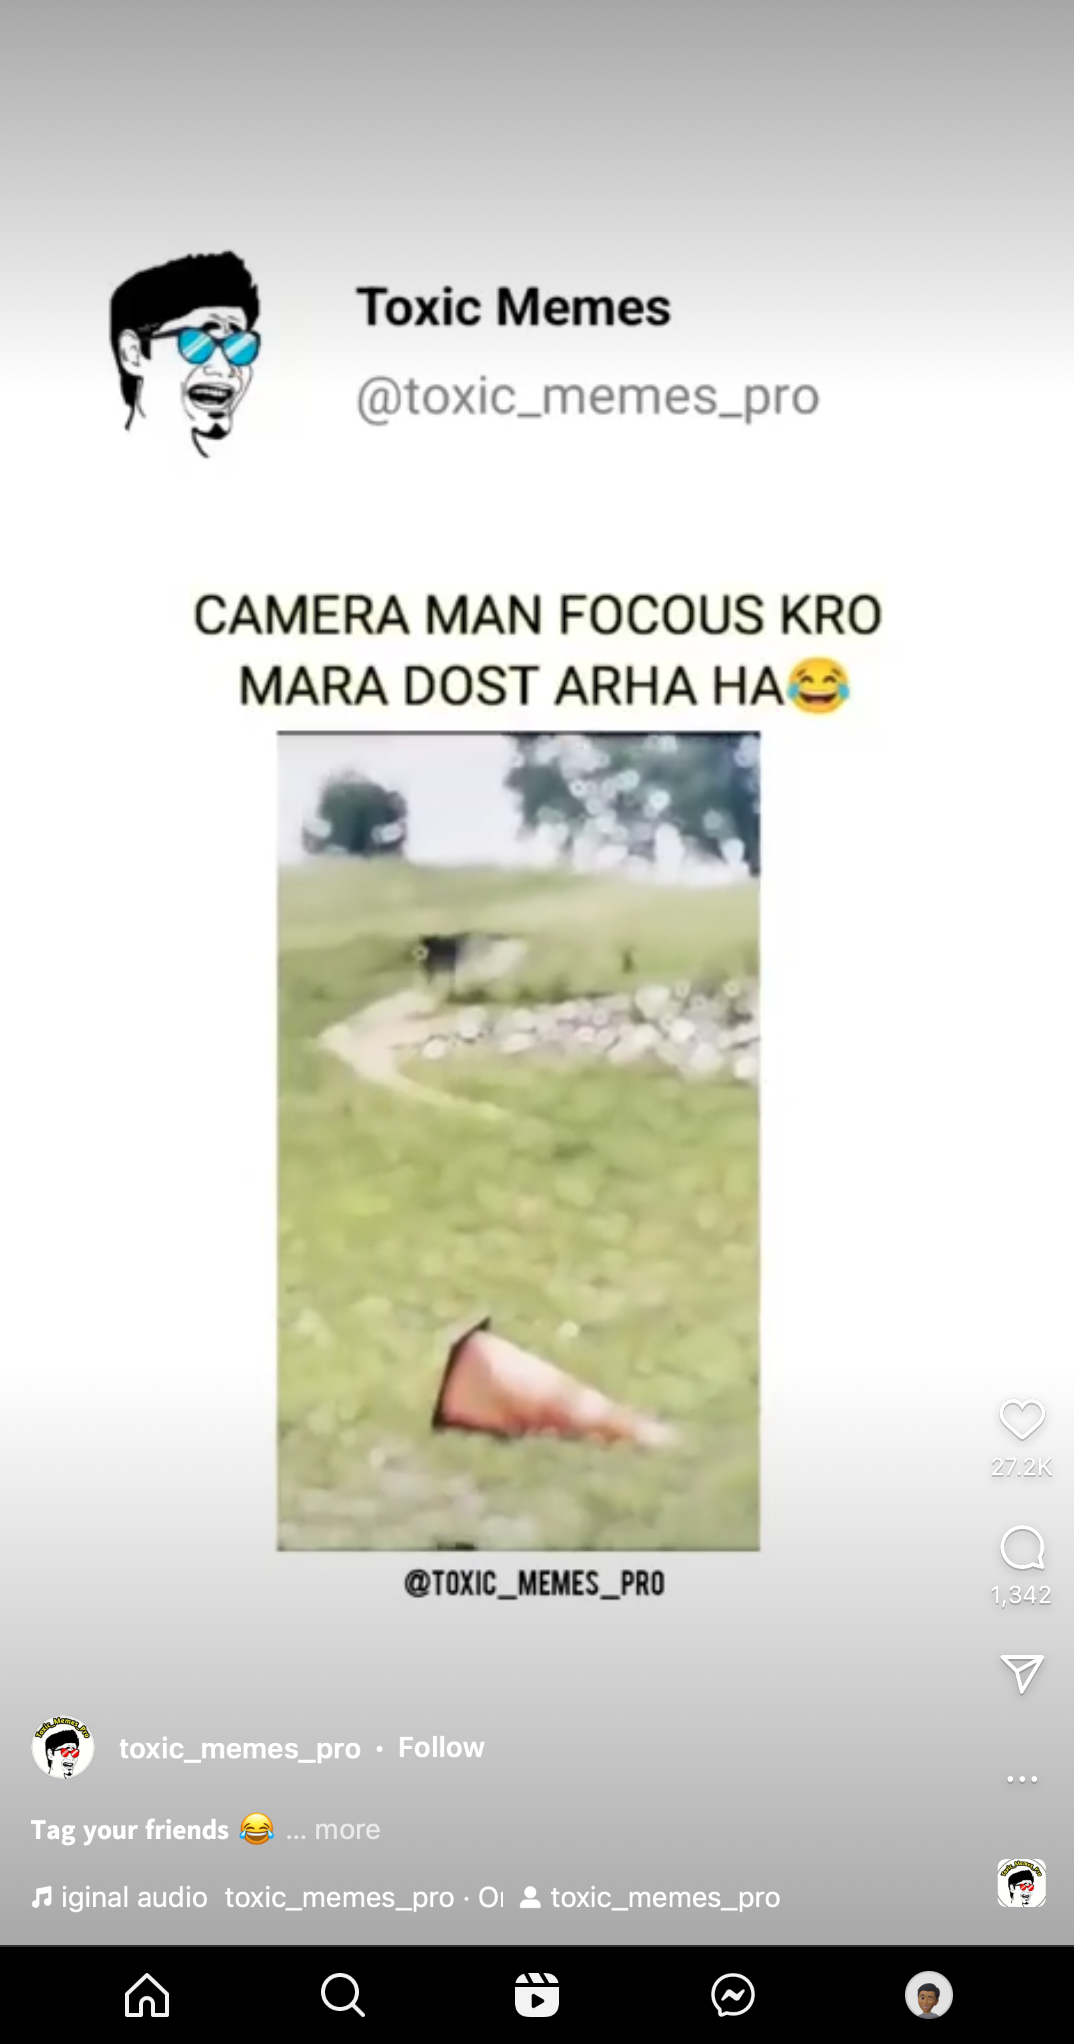 Toxic Memes
@toxic_memes_pro
CAMERA MAN FOCOUS KRO
MARA DOST ARHA HA😂
@TOXIC_MEMES_PRO
27.2K
1,342
toxic_memes_pro • Follow
Tag your friends 😂 ... more
iginal audio toxic_memes_pro · Or toxic_memes_pro